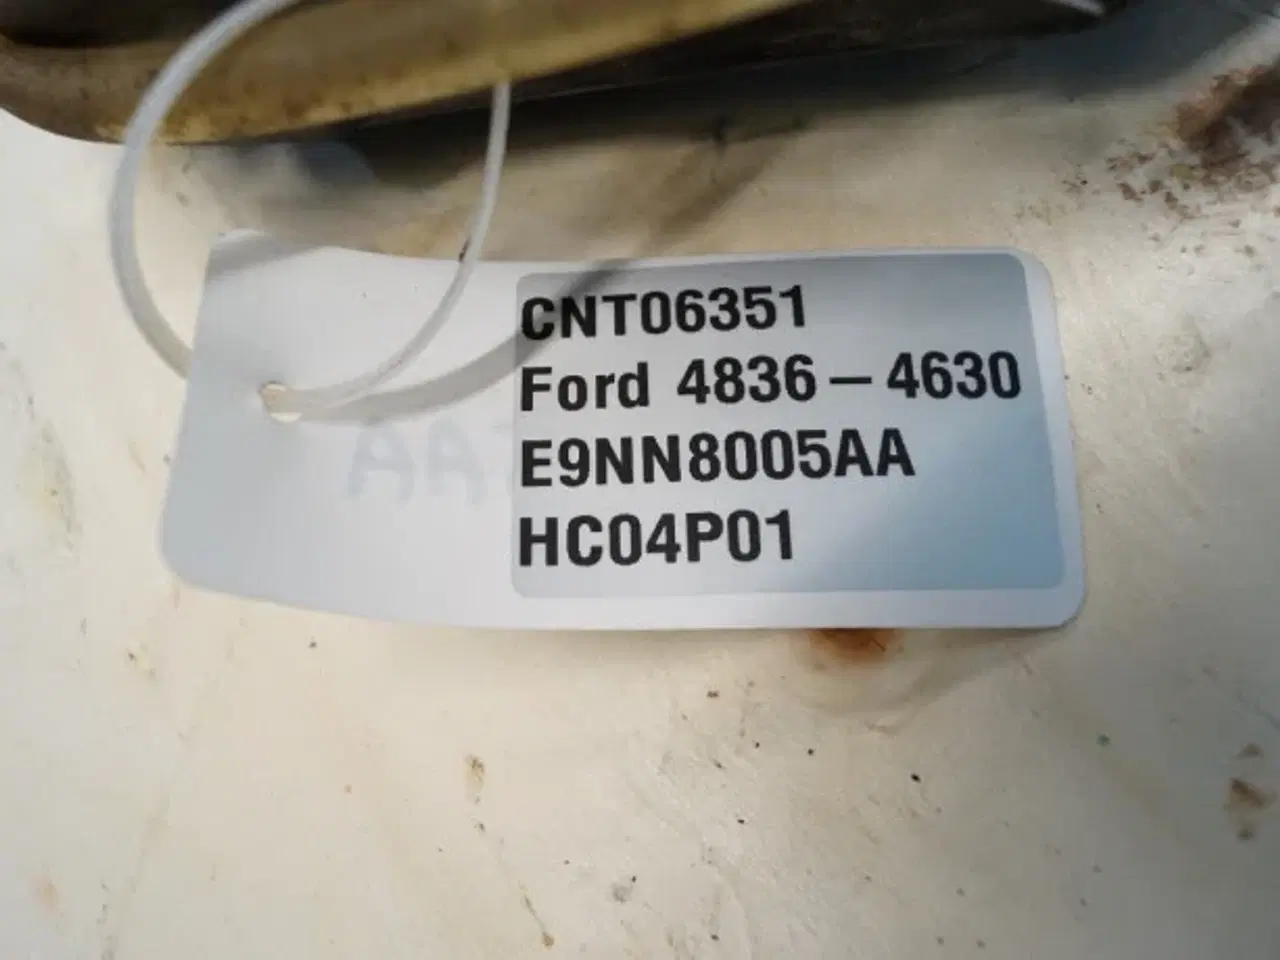 CNT06351
Ford 4836 – 4630
E9NN8005AA
HC04P01